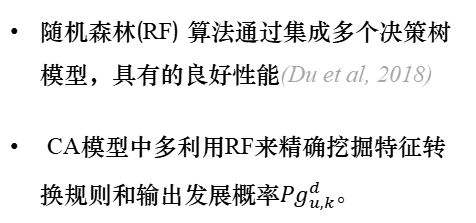 • 随机森林(RF) 算法通过集成多个决策树
模型，具有的良好性能(Du et al, 2018)
• CA模型中多利用RF来精确挖掘特征转
换规则和输出发展概率$Pg_{u,k}^{d}$。